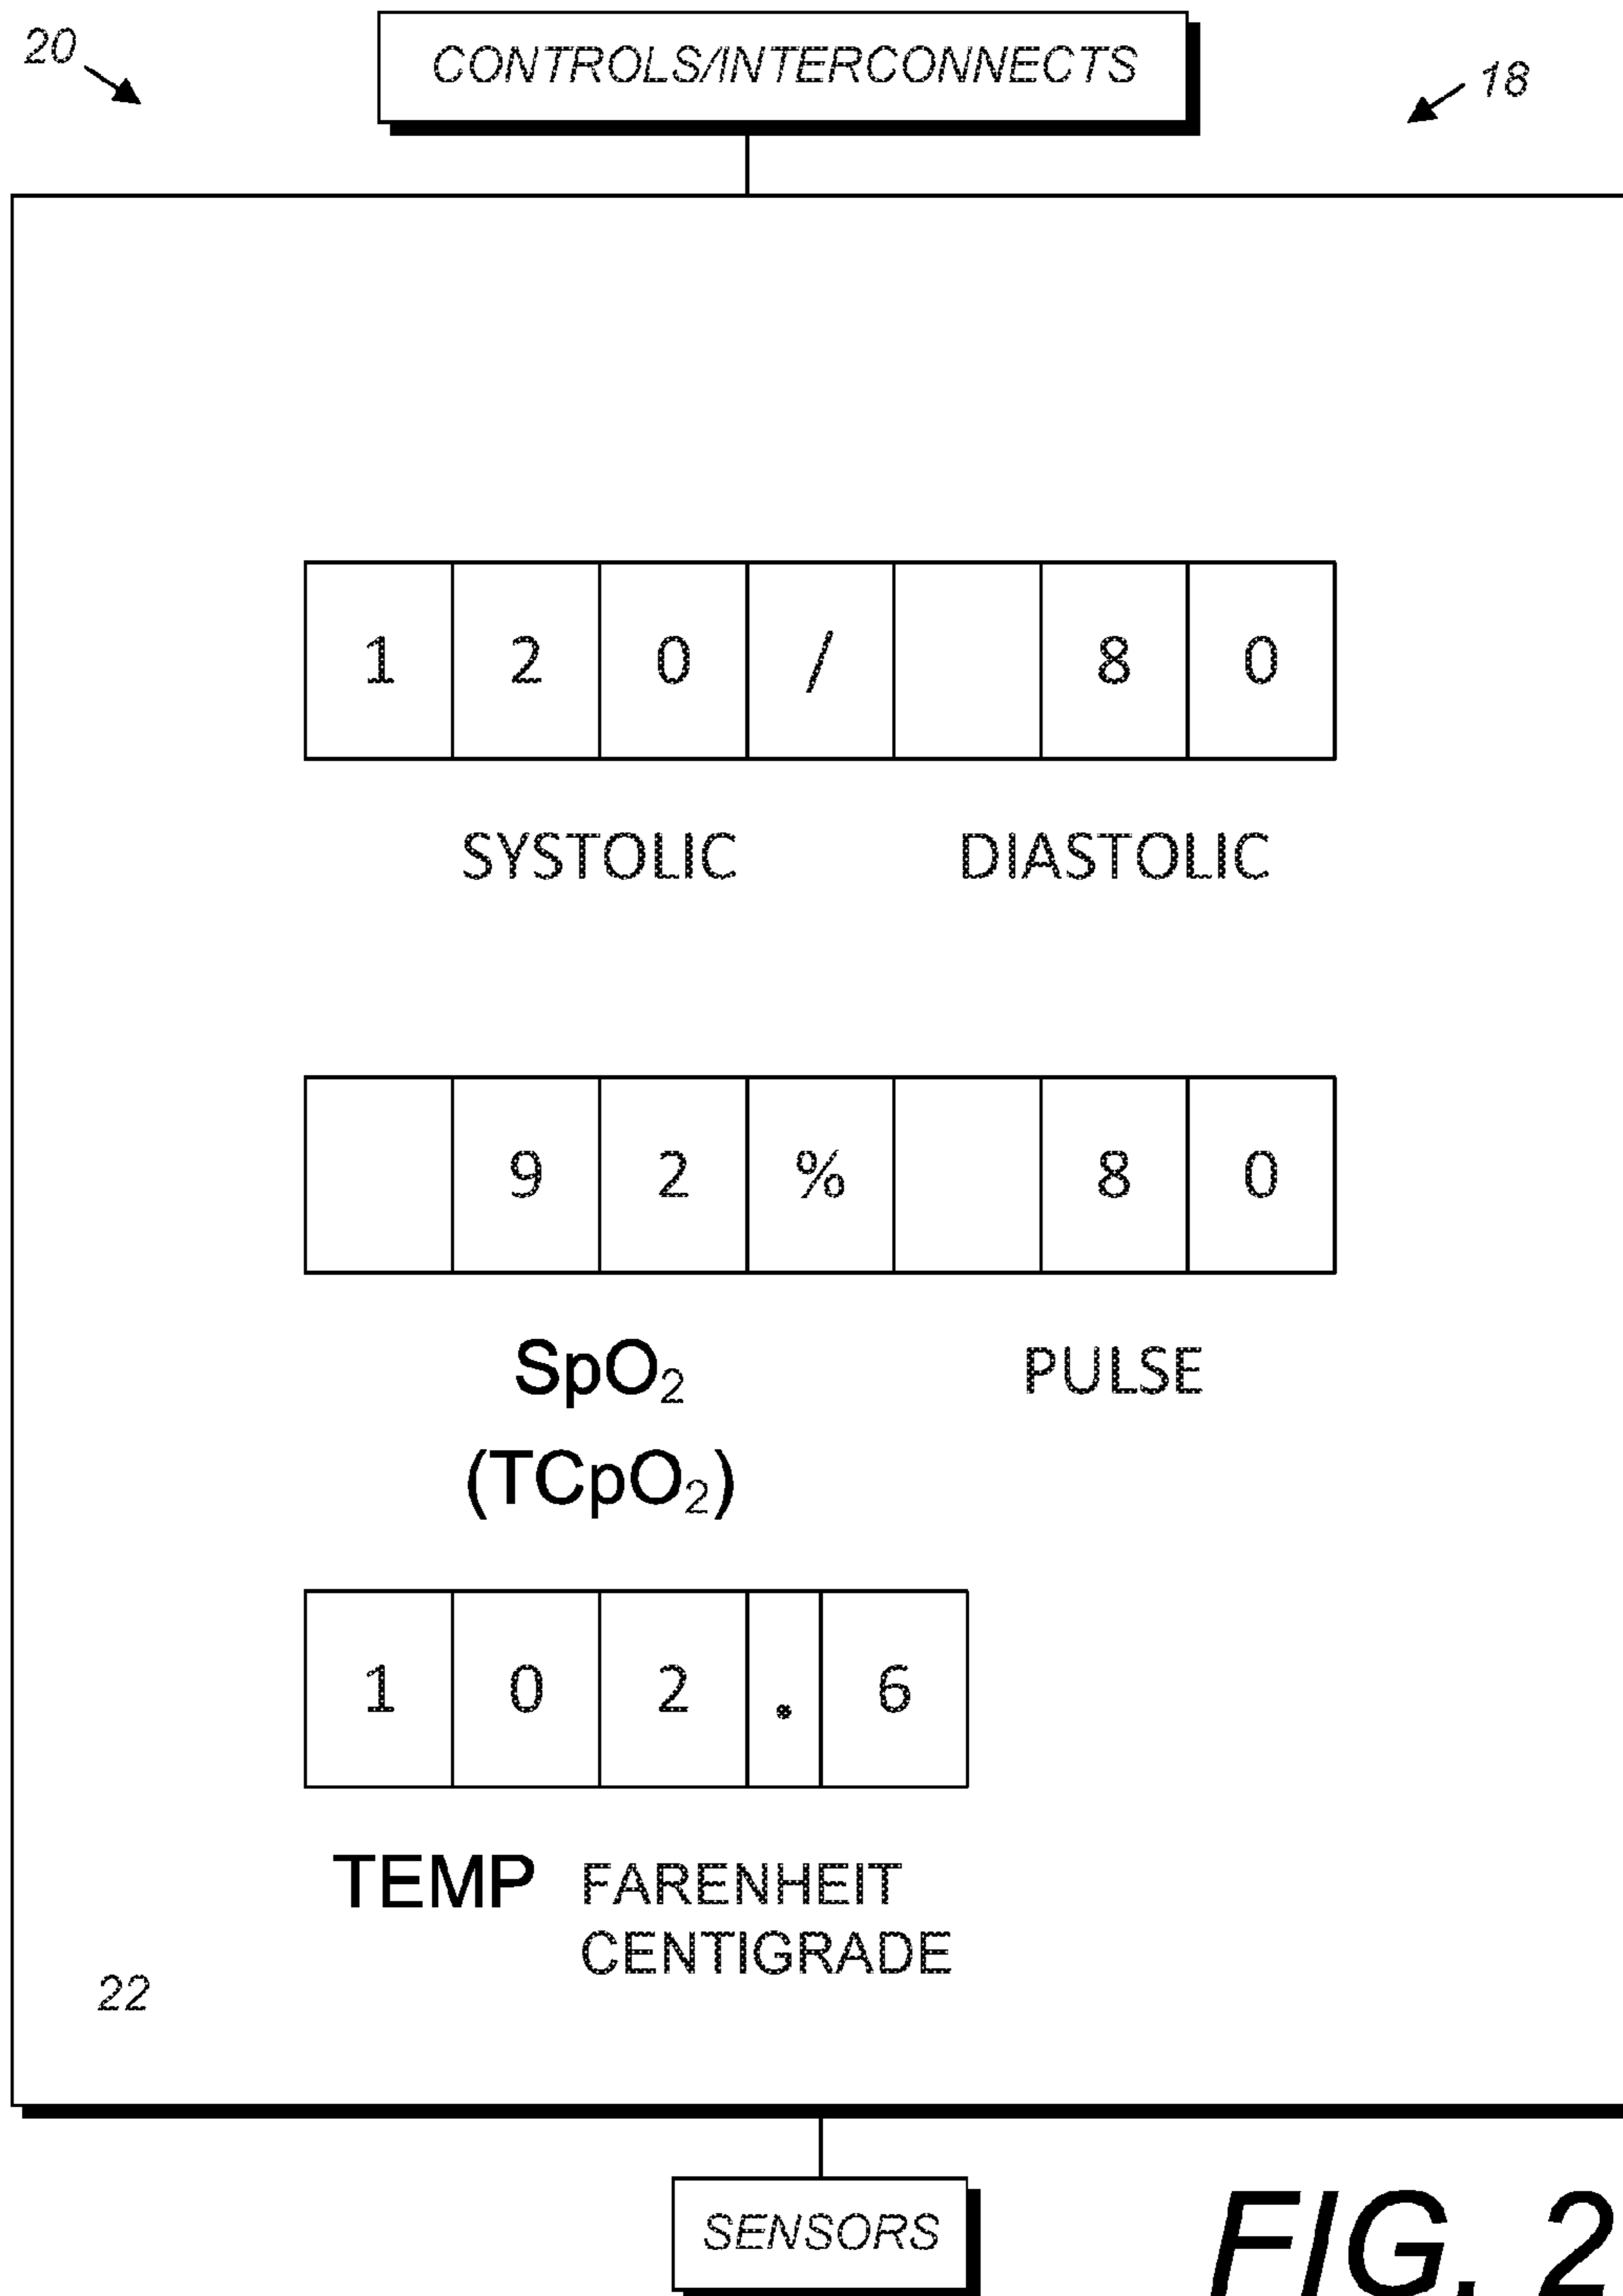 20
CONTROLS/INTERCONNECTS
18
1 2 0 / 8 0
SYSTOLIC DIASTOLIC
9 2 % 8 0
SpO₂ PULSE
(TCpO₂)
1 0 2 . 6
TEMP FARENHEIT
CENTIGRADE
22
SENSORS
FIG. 2